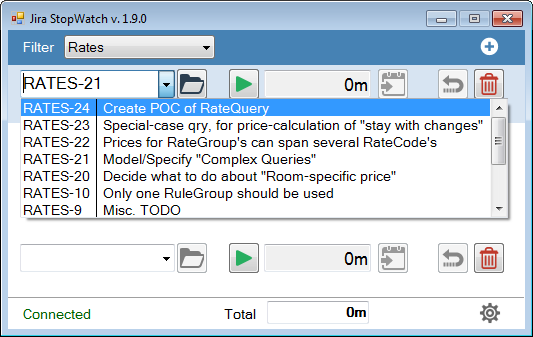 Jira StopWatch v. 1.9.0
Filter Rates
RATES-21 0m
RATES-24 Create POC of RateQuery
RATES-23 Special-case qry, for price-calculation of "stay with changes"
RATES-22 Prices for RateGroup's can span several RateCode's
RATES-21 Model/Specify "Complex Queries"
RATES-20 Decide what to do about "Room-specific price"
RATES-10 Only one RuleGroup should be used
RATES-9 Misc. TODO
0m
Connected Total 0m